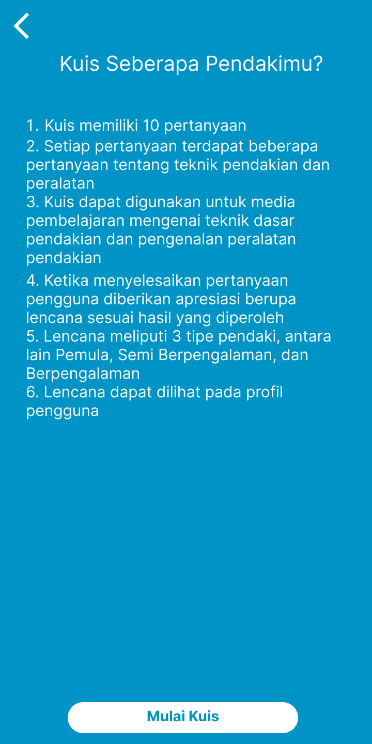 Kuis Seberapa Pendakimu?
1. Kuis memiliki 10 pertanyaan
2. Setiap pertanyaan terdapat beberapa
pertanyaan tentang teknik pendakian dan
peralatan
3. Kuis dapat digunakan untuk media
pembelajaran mengenai teknik dasar
pendakian dan pengenalan peralatan
pendakian
4. Ketika menyelesaikan pertanyaan
pengguna diberikan apresiasi berupa
lencana sesuai hasil yang diperoleh
5. Lencana meliputi 3 tipe pendaki, antara
lain Pemula, Semi Berpengalaman, dan
Berpengalaman
6. Lencana dapat dilihat pada profil
pengguna
Mulai Kuis